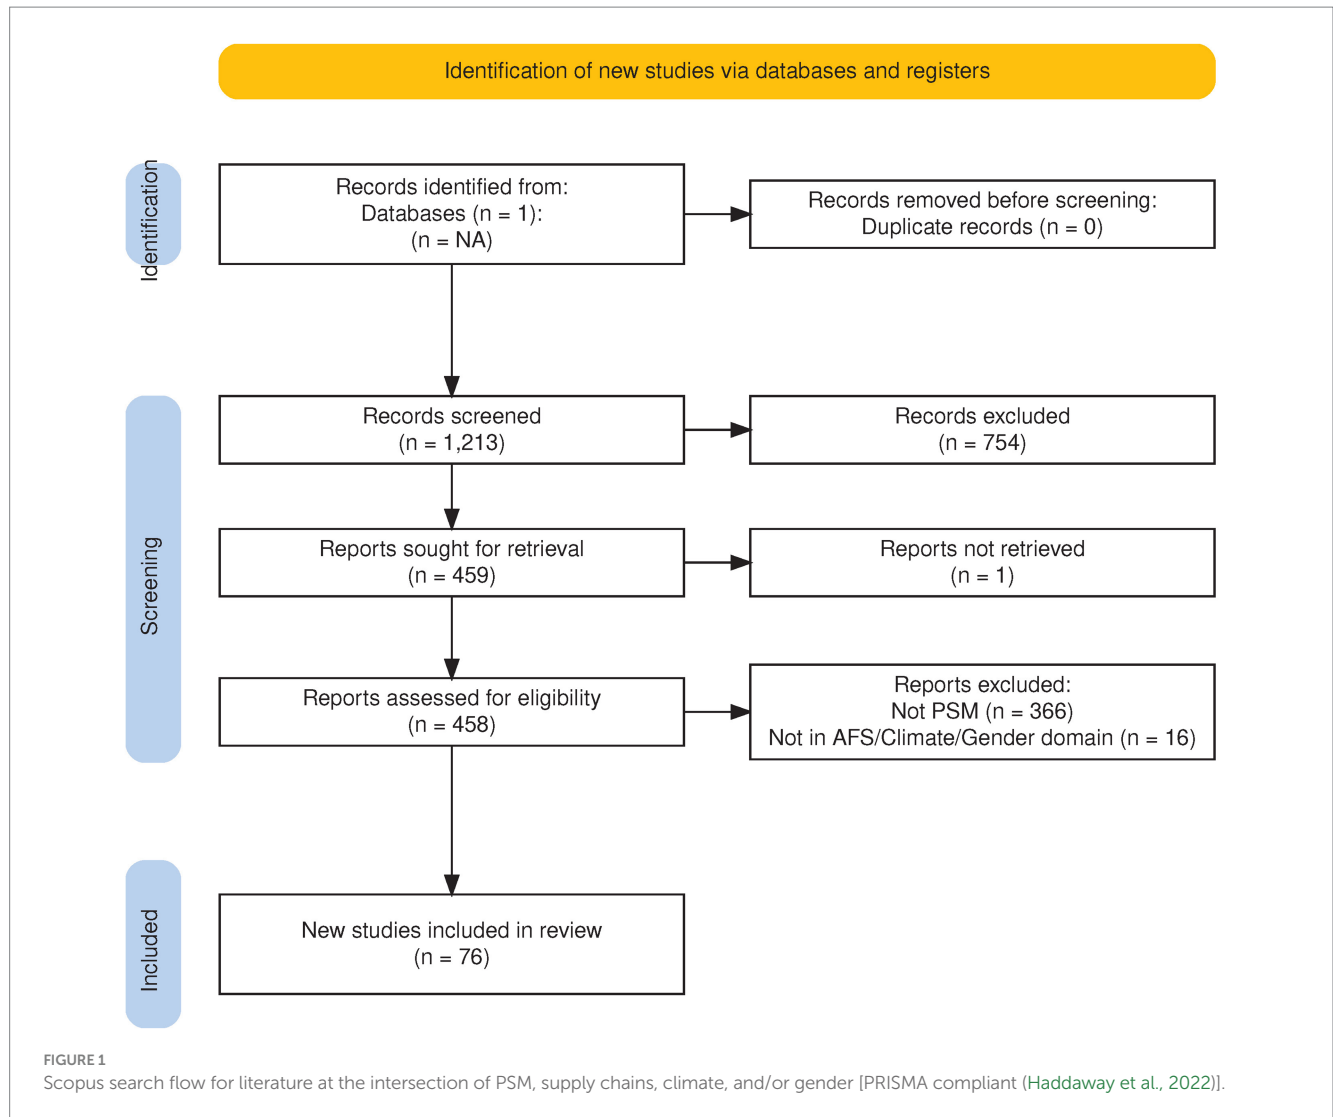 Identification of new studies via databases and registers
Identification
Records identified from:
Databases (n = 1):
(n = NA)
Records removed before screening:
Duplicate records (n = 0)
Screening
Records screened
(n = 1,213)
Records excluded
(n = 754)
Reports sought for retrieval
(n = 459)
Reports not retrieved
(n = 1)
Reports assessed for eligibility
(n = 458)
Reports excluded:
Not PSM (n = 366)
Not in AFS/Climate/Gender domain (n = 16)
Included
New studies included in review
(n = 76)
FIGURE 1
Scopus search flow for literature at the intersection of PSM, supply chains, climate, and/or gender [PRISMA compliant (Haddaway et al., 2022)].